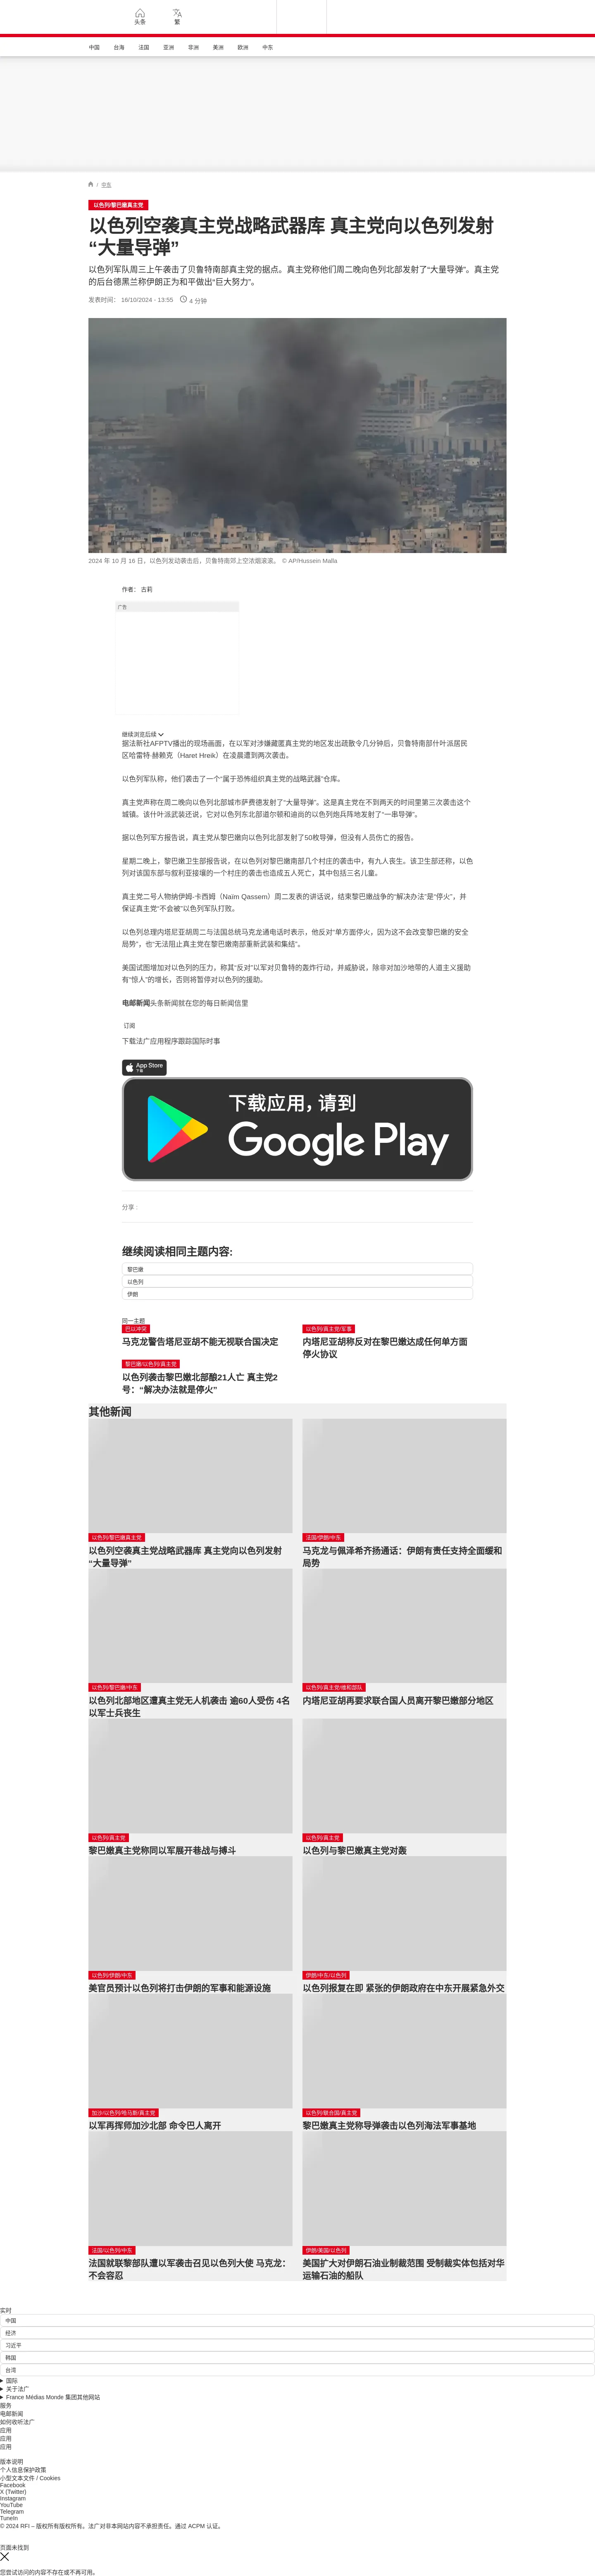 头条
繁
中国
台海
法国
亚洲
非洲
美洲
欧洲
中东
/ 中东
以色列/黎巴嫩真主党
以色列空袭真主党战略武器库 真主党向以色列发射
“大量导弹”
以色列军队周三上午袭击了贝鲁特南部真主党的据点。真主党称他们周二晚向色列北部发射了“大量导弹”。真主党
的后台德黑兰称伊朗正为和平做出“巨大努力”。
发表时间： 16/10/2024 - 13:55 4 分钟
2024 年 10 月 16 日，以色列发动袭击后，贝鲁特南郊上空浓烟滚滚。 © AP/Hussein Malla
作者： 古莉
广告
继续浏览后续
据法新社AFPTV播出的现场画面，在以军对涉嫌藏匿真主党的地区发出疏散令几分钟后，贝鲁特南部什叶派居民
区哈雷特·赫赖克（Haret Hreik）在凌晨遭到两次袭击。
以色列军队称，他们袭击了一个“属于恐怖组织真主党的战略武器”仓库。
真主党声称在周二晚向以色列北部城市萨费德发射了“大量导弹”。这是真主党在不到两天的时间里第三次袭击这个
城镇。该什叶派武装还说，它对以色列东北部道尔顿和迪尚的以色列炮兵阵地发射了“一串导弹”。
据以色列军方报告说，真主党从黎巴嫩向以色列北部发射了50枚导弹，但没有人员伤亡的报告。
星期二晚上，黎巴嫩卫生部报告说，在以色列对黎巴嫩南部几个村庄的袭击中，有九人丧生。该卫生部还称，以色
列对该国东部与叙利亚接壤的一个村庄的袭击也造成五人死亡，其中包括三名儿童。
真主党二号人物纳伊姆-卡西姆（Naïm Qassem）周二发表的讲话说，结束黎巴嫩战争的“解决办法”是“停火”，并
保证真主党“不会被”以色列军队打败。
以色列总理内塔尼亚胡周二与法国总统马克龙通电话时表示，他反对“单方面停火，因为这不会改变黎巴嫩的安全
局势”，也“无法阻止真主党在黎巴嫩南部重新武装和集结”。
美国试图增加对以色列的压力，称其“反对”以军对贝鲁特的轰炸行动，并威胁说，除非对加沙地带的人道主义援助
有“惊人”的增长，否则将暂停对以色列的援助。
电邮新闻头条新闻就在您的每日新闻信里
订阅
下载法广应用程序跟踪国际时事
App Store
下载
下载应用，请到
Google Play
分享 :
继续阅读相同主题内容:
黎巴嫩
以色列
伊朗
同一主题
巴以冲突
马克龙警告塔尼亚胡不能无视联合国决定
以色列/真主党/军事
内塔尼亚胡称反对在黎巴嫩达成任何单方面
停火协议
黎巴嫩/以色列/真主党
以色列袭击黎巴嫩北部酿21人亡 真主党2
号：“解决办法就是停火”
其他新闻
以色列/黎巴嫩真主党
以色列空袭真主党战略武器库 真主党向以色列发射
“大量导弹”
法国/伊朗/中东
马克龙与佩泽希齐扬通话：伊朗有责任支持全面缓和
局势
以色列/黎巴嫩/中东
以色列北部地区遭真主党无人机袭击 逾60人受伤 4名
以军士兵丧生
以色列/真主党/维和部队
内塔尼亚胡再要求联合国人员离开黎巴嫩部分地区
以色列/真主党
黎巴嫩真主党称同以军展开巷战与搏斗
以色列/真主党
以色列与黎巴嫩真主党对轰
以色列/伊朗/中东
美官员预计以色列将打击伊朗的军事和能源设施
伊朗/中东/以色列
以色列报复在即 紧张的伊朗政府在中东开展紧急外交
加沙/以色列/哈马斯/真主党
以军再挥师加沙北部 命令巴人离开
以色列/联合国/真主党
黎巴嫩真主党称导弹袭击以色列海法军事基地
法国/以色列/中东
法国就联黎部队遭以军袭击召见以色列大使 马克龙：
不会容忍
伊朗/美国/以色列
美国扩大对伊朗石油业制裁范围 受制裁实体包括对华
运输石油的船队
实时
中国
经济
习近平
韩国
台湾
国际
关于法广
France Médias Monde 集团其他网站
服务
电邮新闻
如何收听法广
应用
应用
应用
版本说明
个人信息保护政策
小型文本文件 / Cookies
Facebook
X (Twitter)
Instagram
YouTube
Telegram
TuneIn
© 2024 RFI – 版权所有版权所有。法广对非本网站内容不承担责任。通过 ACPM 认证。
页面未找到
您尝试访问的内容不存在或不再可用。